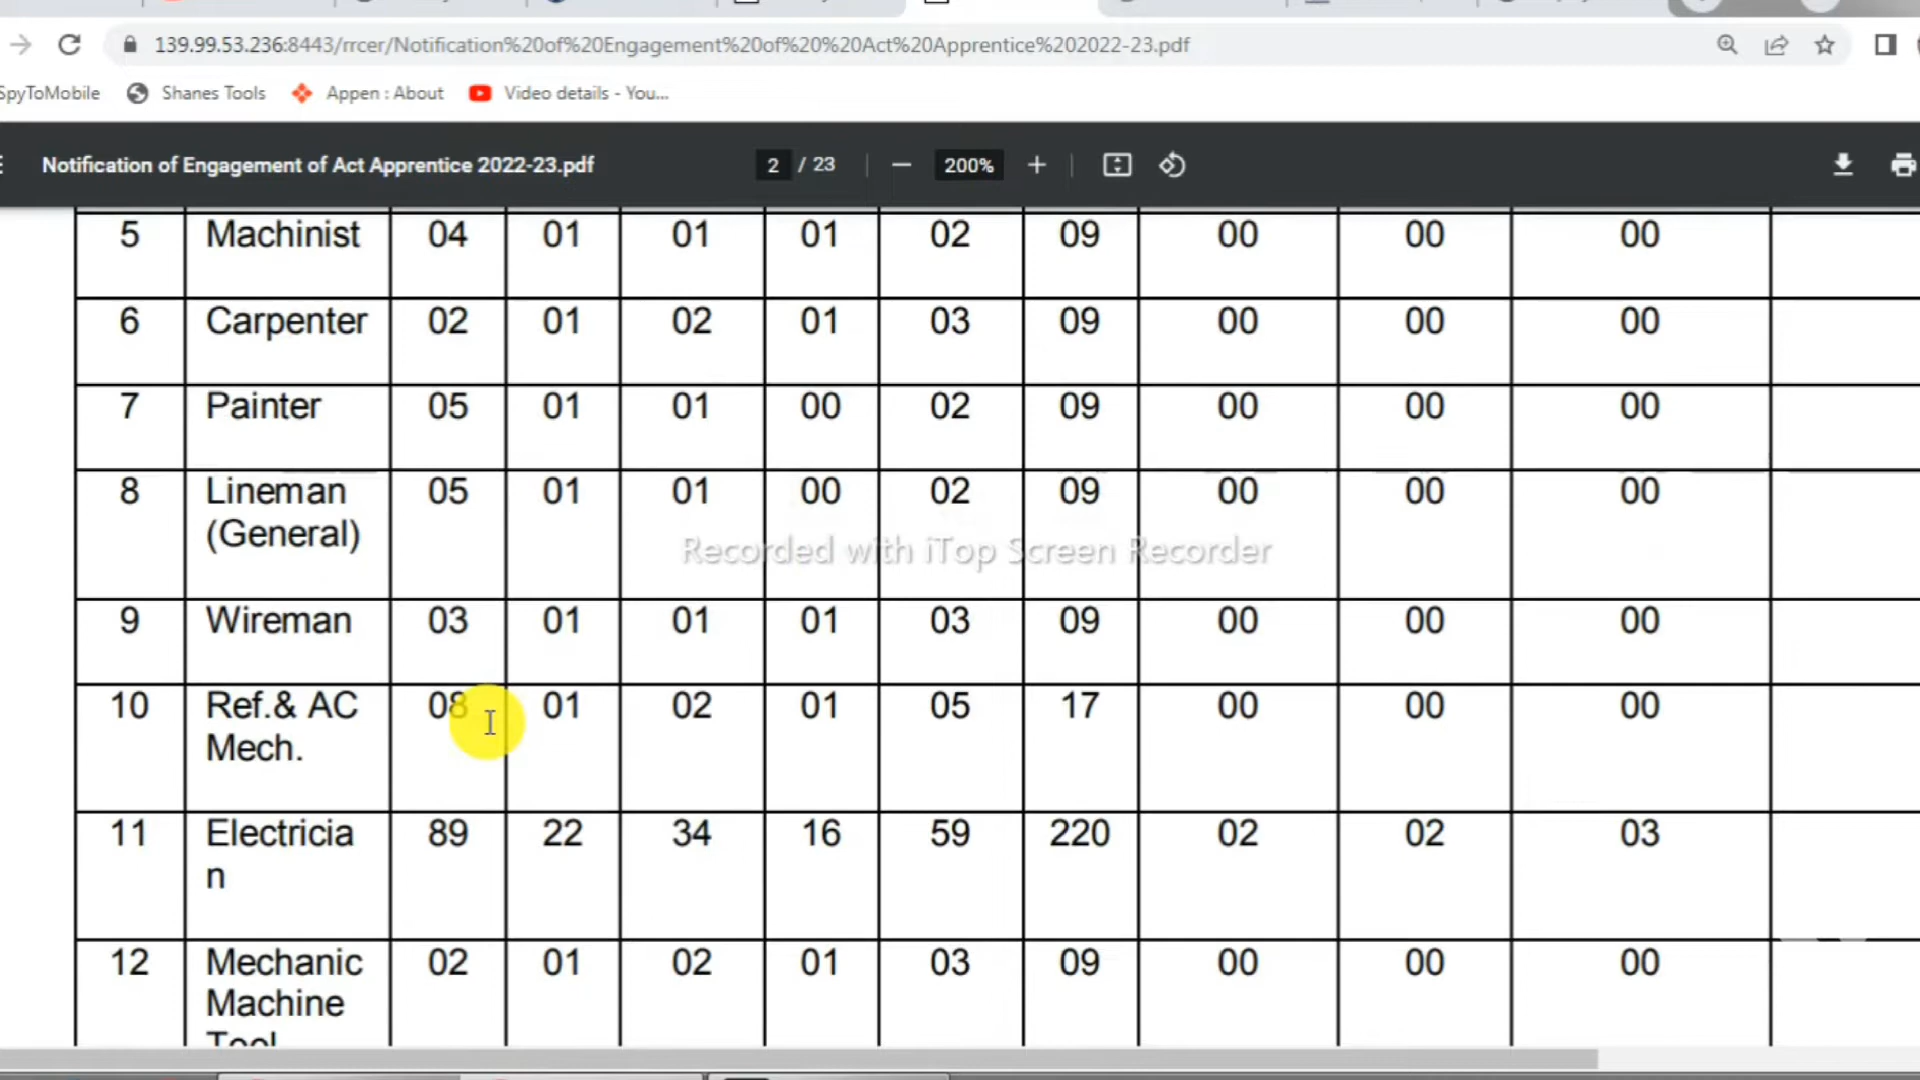 139.99.53.236:8443/rrcer/Notification%20of%20Engagement%20of%20%20Act%20Apprentice%202022-23.pdf
SpyToMobile Shanes Tools Appen : About Video details - You...
Notification of Engagement of Act Apprentice 2022-23.pdf 2 / 23 200%
5 Machinist 04 01 01 01 02 09 00 00 00
6 Carpenter 02 01 02 01 03 09 00 00 00
7 Painter 05 01 01 00 02 09 00 00 00
8 Lineman 05 01 01 00 02 09 00 00 00
(General)
Recorded with iTop Screen Recorder
9 Wireman 03 01 01 01 03 09 00 00 00
10 Ref.& AC 08 01 02 01 05 17 00 00 00
Mech.
11 Electricia 89 22 34 16 59 220 02 02 03
n
12 Mechanic 02 01 02 01 03 09 00 00 00
Machine
Tool